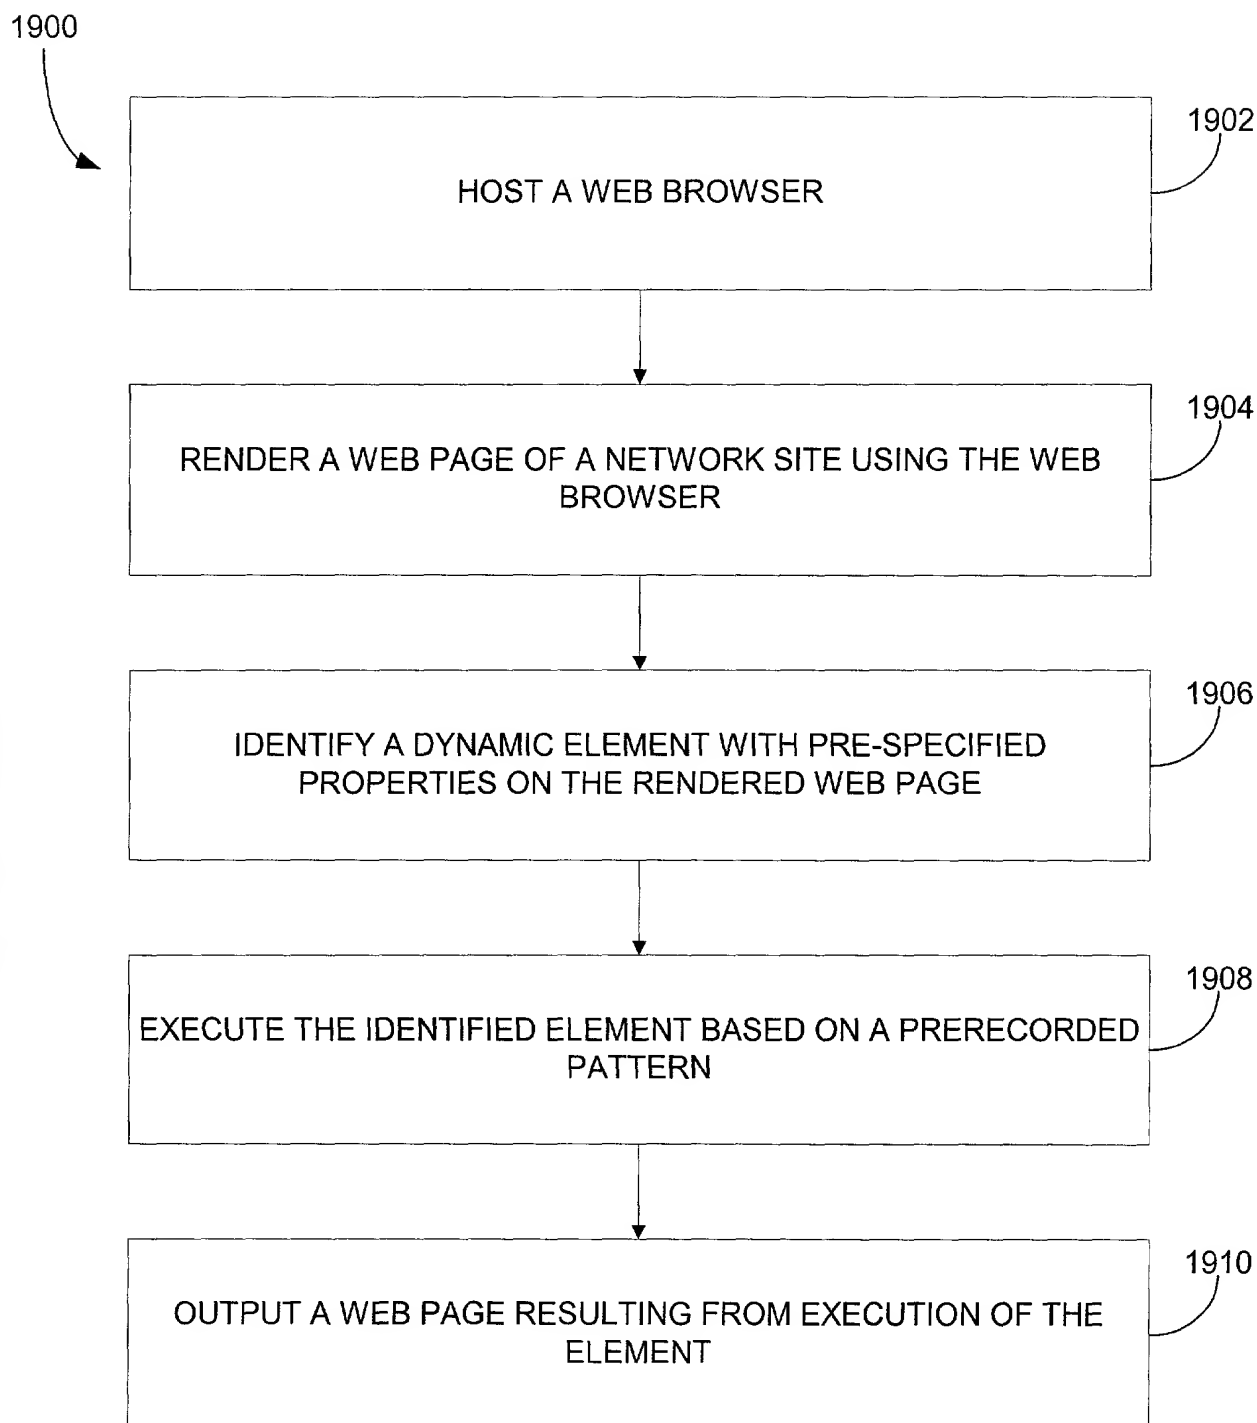 1900
1902
HOST A WEB BROWSER
1904
RENDER A WEB PAGE OF A NETWORK SITE USING THE WEB
BROWSER
1906
IDENTIFY A DYNAMIC ELEMENT WITH PRE-SPECIFIED
PROPERTIES ON THE RENDERED WEB PAGE
1908
EXECUTE THE IDENTIFIED ELEMENT BASED ON A PRERECORDED
PATTERN
1910
OUTPUT A WEB PAGE RESULTING FROM EXECUTION OF THE
ELEMENT